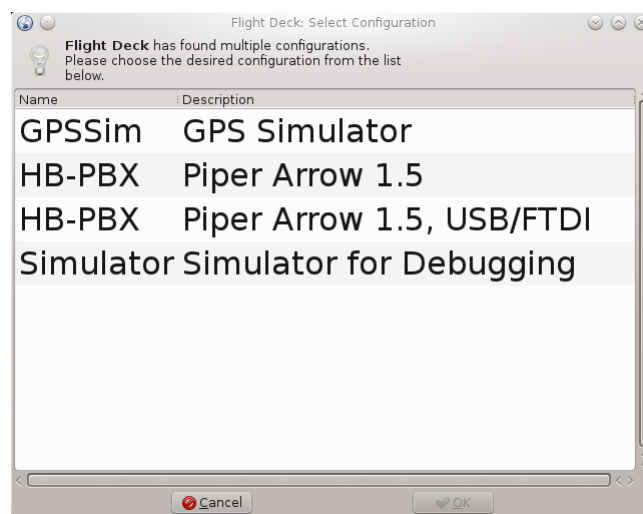 Flight Deck: Select Configuration
Flight Deck has found multiple configurations.
Please choose the desired configuration from the list
below.
Name Description
GPSSim GPS Simulator
HB-PBX Piper Arrow 1.5
HB-PBX Piper Arrow 1.5, USB/FTDI
Simulator Simulator for Debugging
Cancel OK